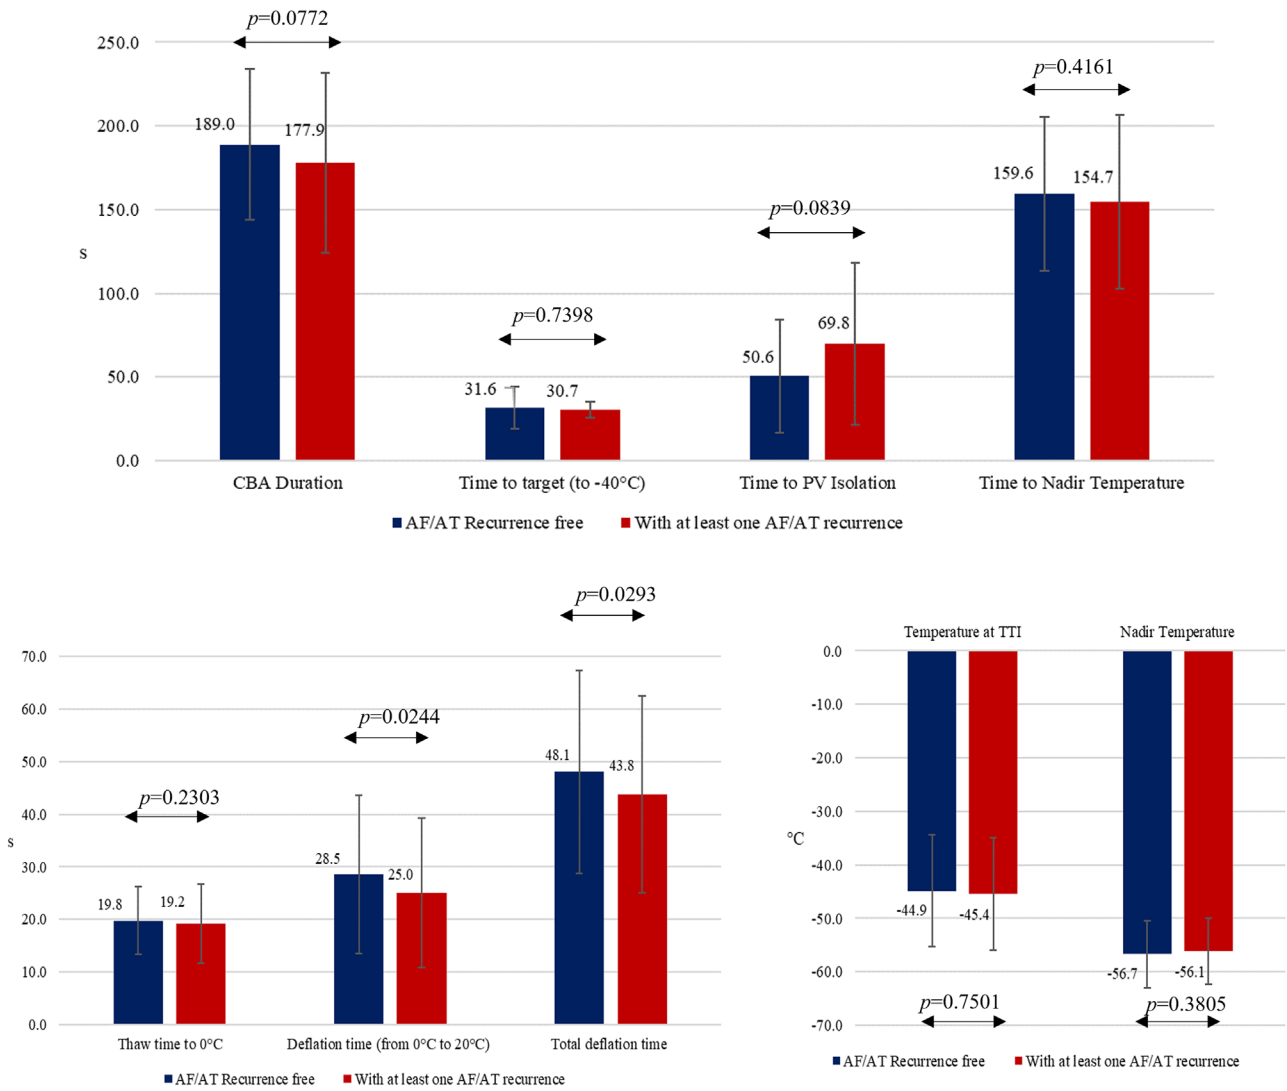 p=0.0772
250.0
p=0.4161
200.0
189.0
177.9
159.6
154.7
p=0.0839
150.0
s
100.0
p=0.7398
69.8
50.6
50.0
31.6
30.7
0.0
CBA Duration
Time to target (to -40°C)
Time to PV Isolation
Time to Nadir Temperature
AF/AT Recurrence free
With at least one AF/AT recurrence
p=0.0293
70.0
60.0
p=0.0244
50.0
48.1
43.8
p=0.2303
40.0
s
30.0
28.5
25.0
20.0
19.8
19.2
10.0
0.0
Thaw time to 0°C
Deflation time (from 0°C to 20°C)
Total deflation time
AF/AT Recurrence free
With at least one AF/AT recurrence
Temperature at TTI
Nadir Temperature
0.0
-10.0
-20.0
-30.0
°C
-40.0
-44.9
-45.4
-50.0
-56.7
-56.1
-60.0
p=0.7501
p=0.3805
-70.0
AF/AT Recurrence free
With at least one AF/AT recurrence